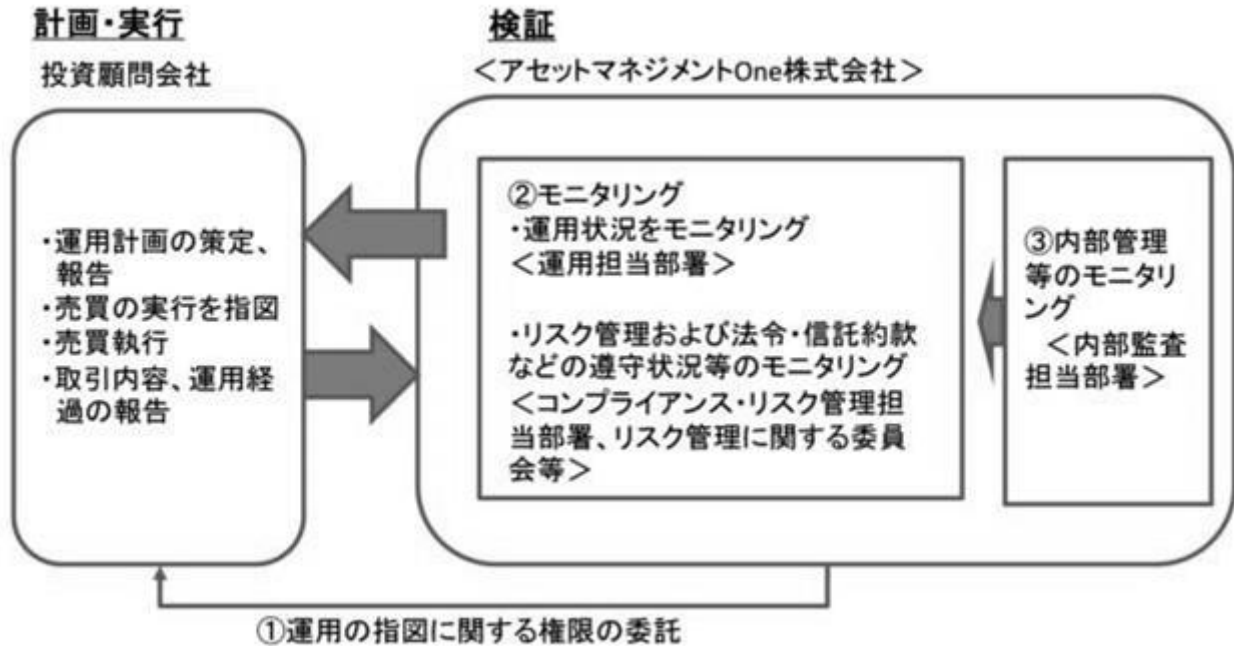 計画・実行
投資顧問会社
・運用計画の策定、
報告
・売買の実行を指図
・売買執行
・取引内容、運用経
過の報告
検証
＜アセットマネジメントOne株式会社＞
②モニタリング
・運用状況をモニタリング
＜運用担当部署＞
・リスク管理および法令・信託約款
などの遵守状況等のモニタリング
＜コンプライアンス・リスク管理担
当部署、リスク管理に関する委員
会等＞
③内部管理
等のモニタリ
ング
＜内部監査
担当部署＞
①運用の指図に関する権限の委託